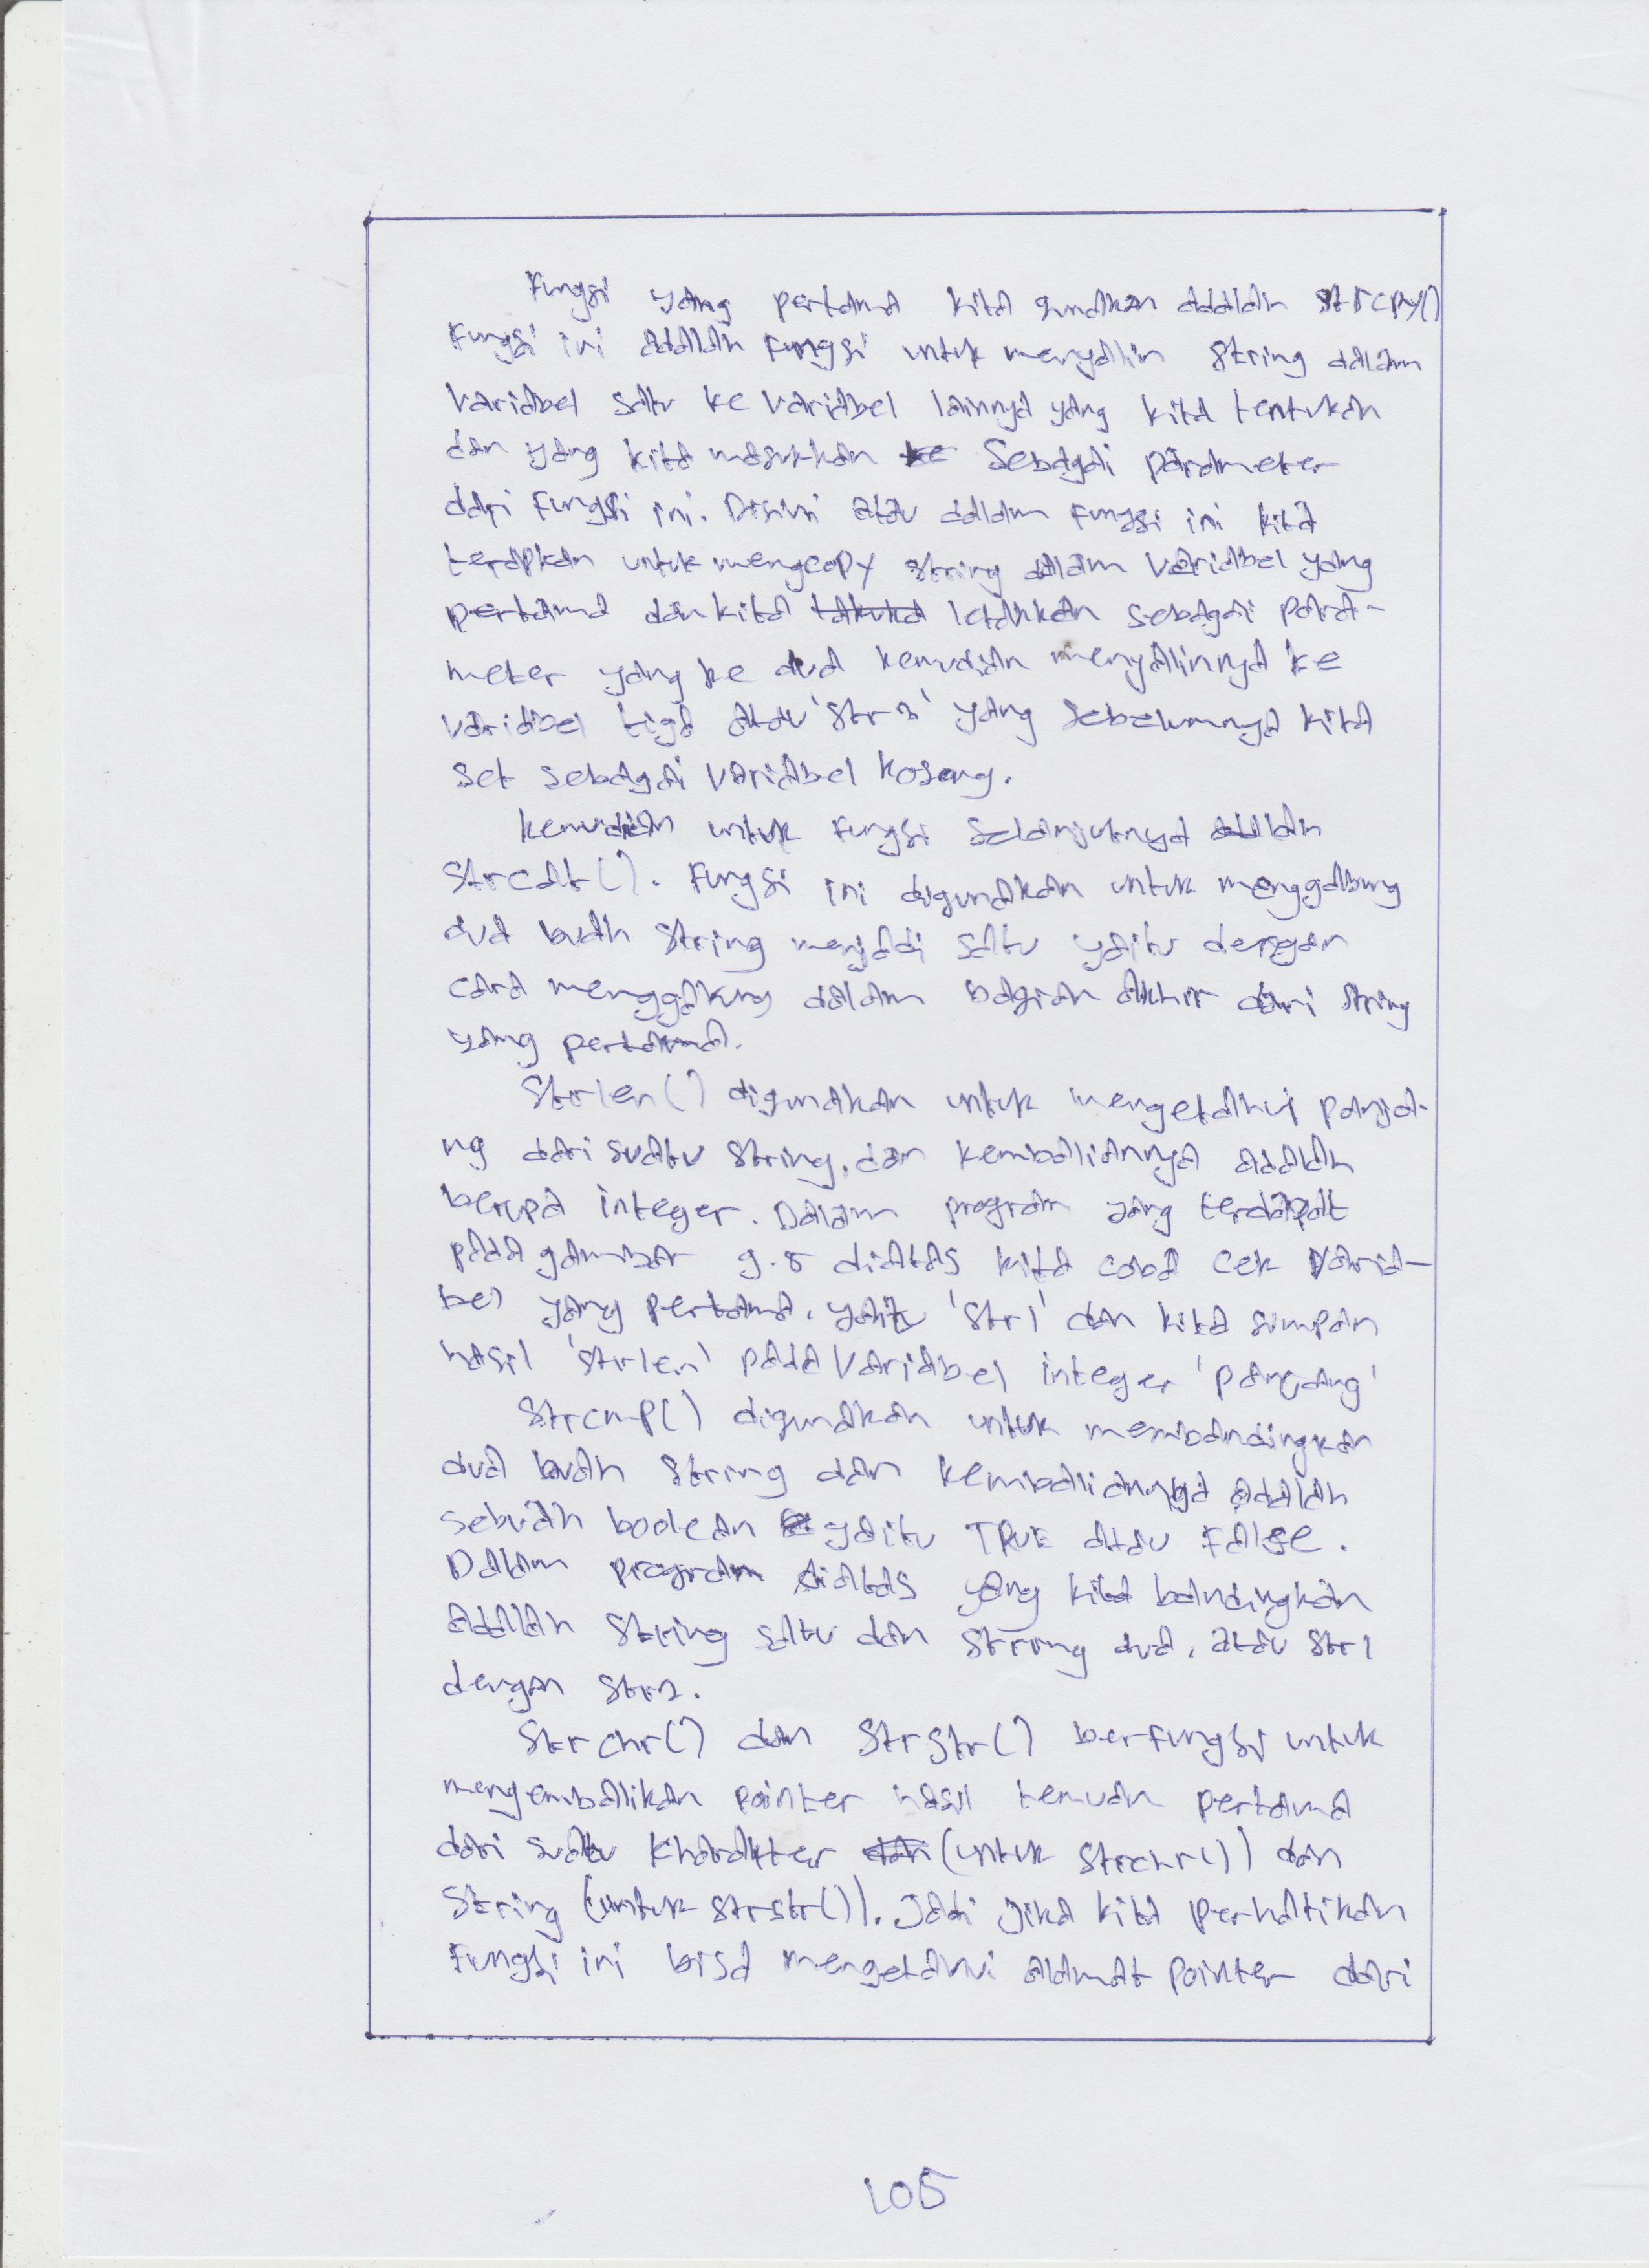 Fungsi yang pertama kita gunakan adalah strcpy()
Fungsi ini adalah fungsi untuk menyalin string dalam
variabel satu ke variabel lainnya yang kita tentukan
dan yang kita masukkan ke sebagai parameter
dari fungsi ini. Disini atau dalam fungsi ini kita
terapkan untuk mengcopy string dalam variabel yang
pertama dan kita letakkan sebagai para-
meter yang ke dua kemudian menyalinnya ke
variabel tiga atau 'str3' yang sebelumnya kita
set sebagai variabel kosong.
kemudian untuk fungsi selanjutnya adalah
strcat(). Fungsi ini digunakan untuk menggabung
dua buah string menjadi satu yaitu dengan
cara menggabung dalam bagian akhir dari string
yang pertama.
Strlen() digunakan untuk mengetahui panja-
ng dari suatu string, dan kembaliannya adalah
berupa integer. Dalam program yang terdapat
pada gambar 9.8 diatas kita coba cek varia-
bel yang pertama, yaitu 'str1' dan kita simpan
hasil 'strlen' pada variabel integer 'panjang'
Strcmp() digunakan untuk membandingkan
dua buah string dan kembaliannya adalah
sebuah boolean yaitu TRUE atau False.
Dalam program diatas yang kita bandingkan
adalah string satu dan string dua, atau str1
dengan str2.
Strchr() dan Strstr() berfungsi untuk
mengembalikan pointer hasil temuan pertama
dari suatu kharakter dari (untuk strchr()) dan
string (untuk strstr()). Jadi jika kita perhatikan
fungsi ini bisa mengetahui alamat pointer dari
105